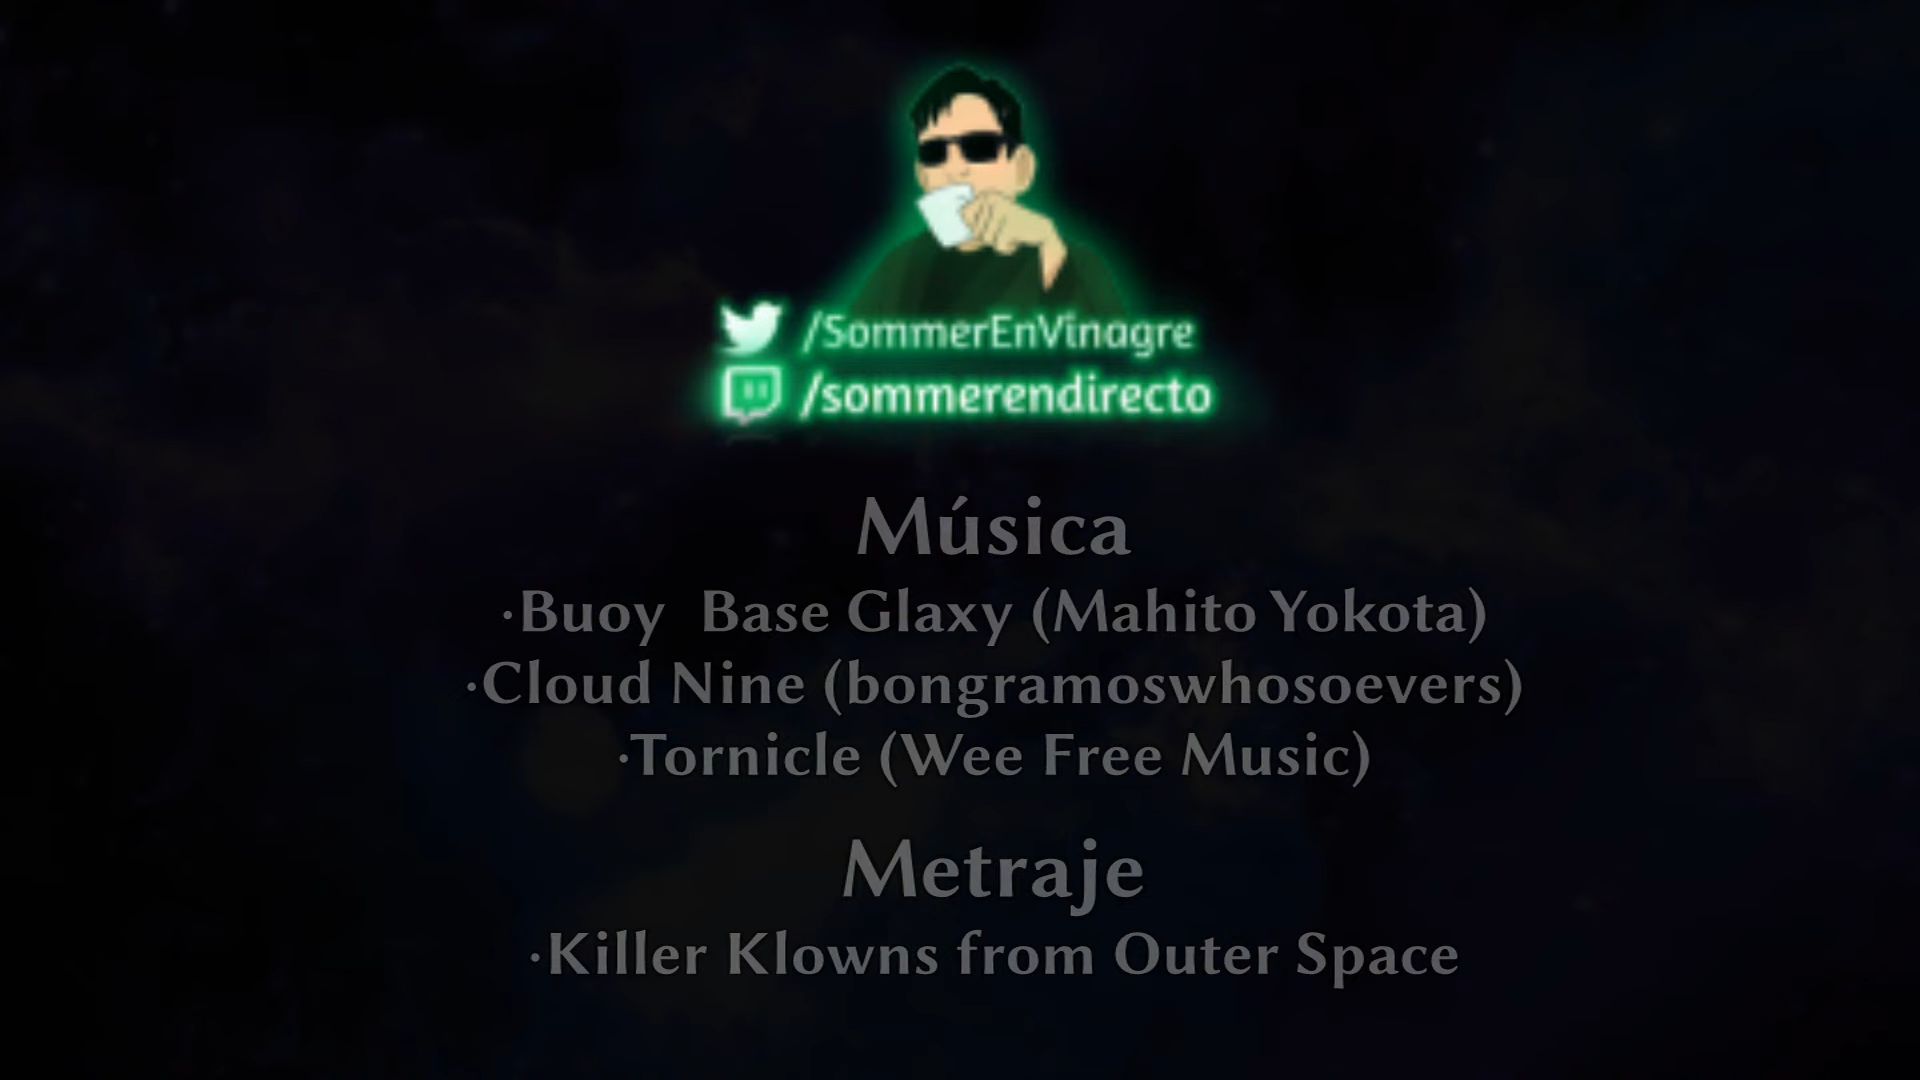 /SommerEnVinagre
/sommerendirecto
Música
·Buoy  Base Glaxy (Mahito Yokota)
·Cloud Nine (bongramoswhosoevers)
·Tornicle (Wee Free Music)
Metraje
·Killer Klowns from Outer Space